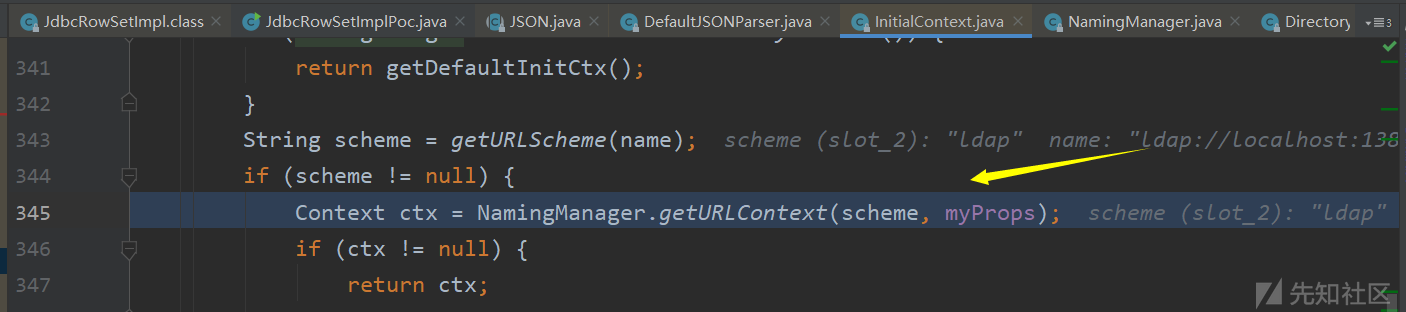 JdbcRowSetImpl.class JdbcRowSetImplPoc.java JSON.java DefaultJSONParser.java InitialContext.java NamingManager.java Directory 3
341 return getDefaultInitCtx();
342 }
343 String scheme = getURLScheme(name); scheme (slot_2): "ldap" name: "ldap://localhost:138
344 if (scheme != null) {
345 Context ctx = NamingManager.getURLContext(scheme, myProps); scheme (slot_2): "ldap"
346 if (ctx != null) {
347 return ctx;
先知社区